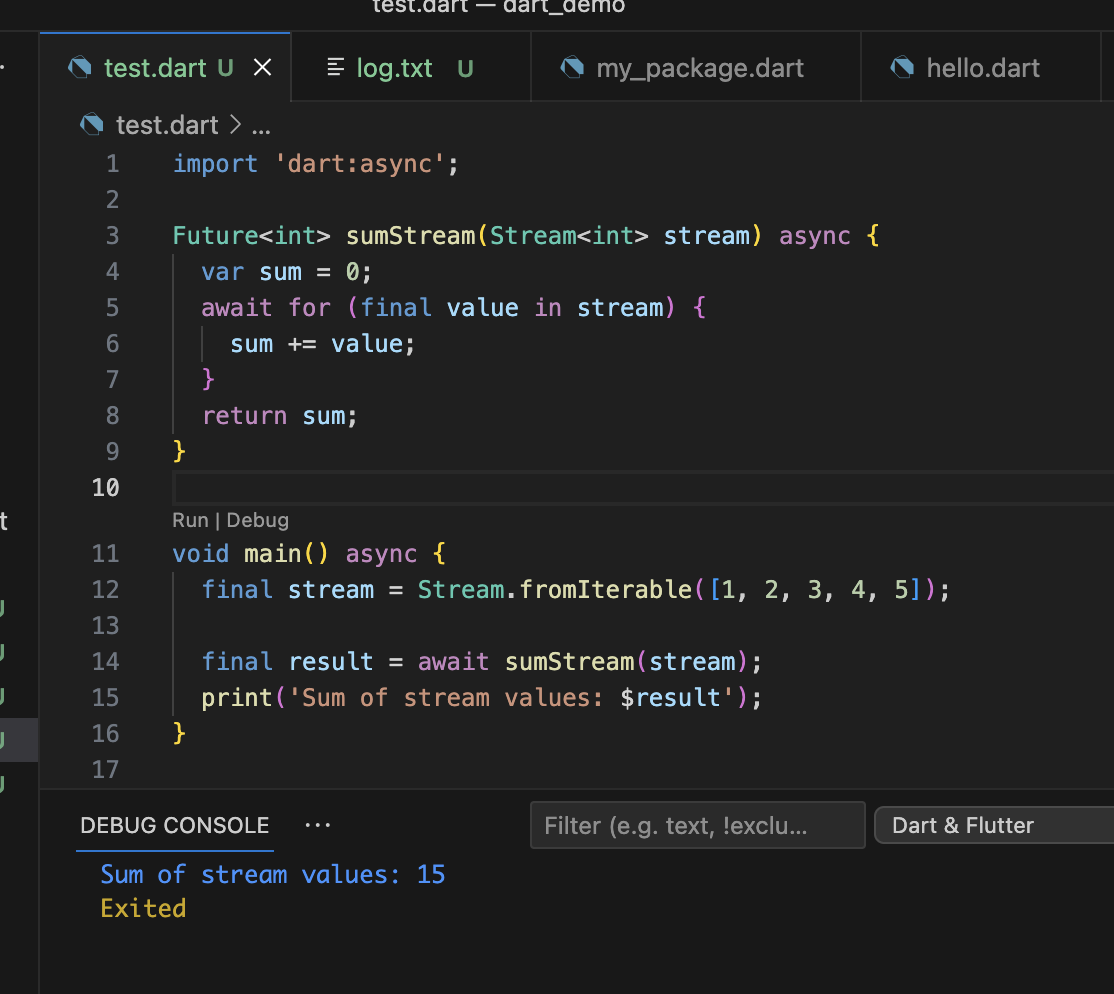 test.dart — dart_demo
test.dart U
log.txt U
my_package.dart
hello.dart
test.dart > ...
1 import 'dart:async';
2
3 Future<int> sumStream(Stream<int> stream) async {
4   var sum = 0;
5   await for (final value in stream) {
6     sum += value;
7   }
8   return sum;
9 }
10
Run | Debug
11 void main() async {
12   final stream = Stream.fromIterable([1, 2, 3, 4, 5]);
13
14   final result = await sumStream(stream);
15   print('Sum of stream values: $result');
16 }
17
t
U
U
U
U
U
DEBUG CONSOLE ...
Filter (e.g. text, !exclu...
Dart & Flutter
Sum of stream values: 15
Exited